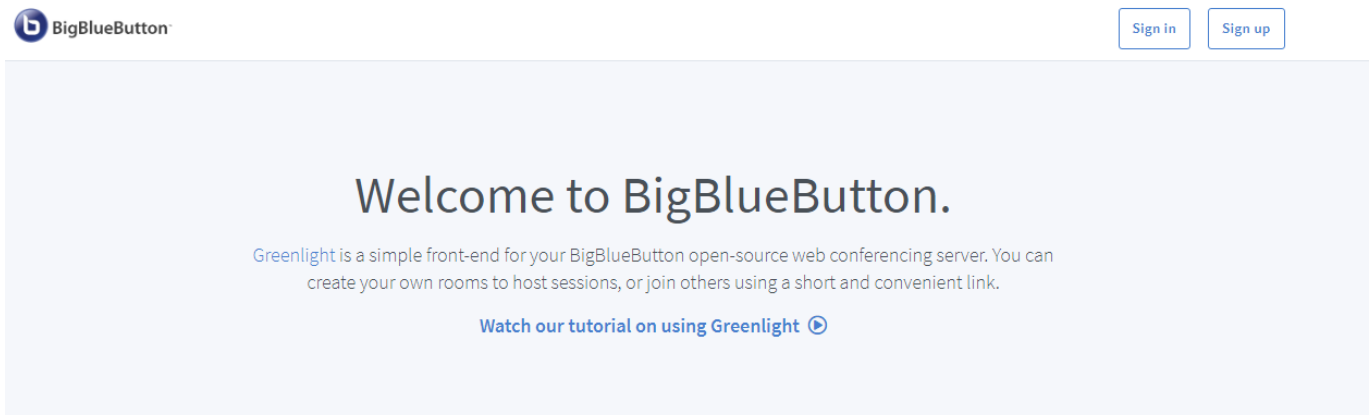 BigBlueButton™
Sign in
Sign up
Welcome to BigBlueButton.
Greenlight is a simple front-end for your BigBlueButton open-source web conferencing server. You can
create your own rooms to host sessions, or join others using a short and convenient link.
Watch our tutorial on using Greenlight